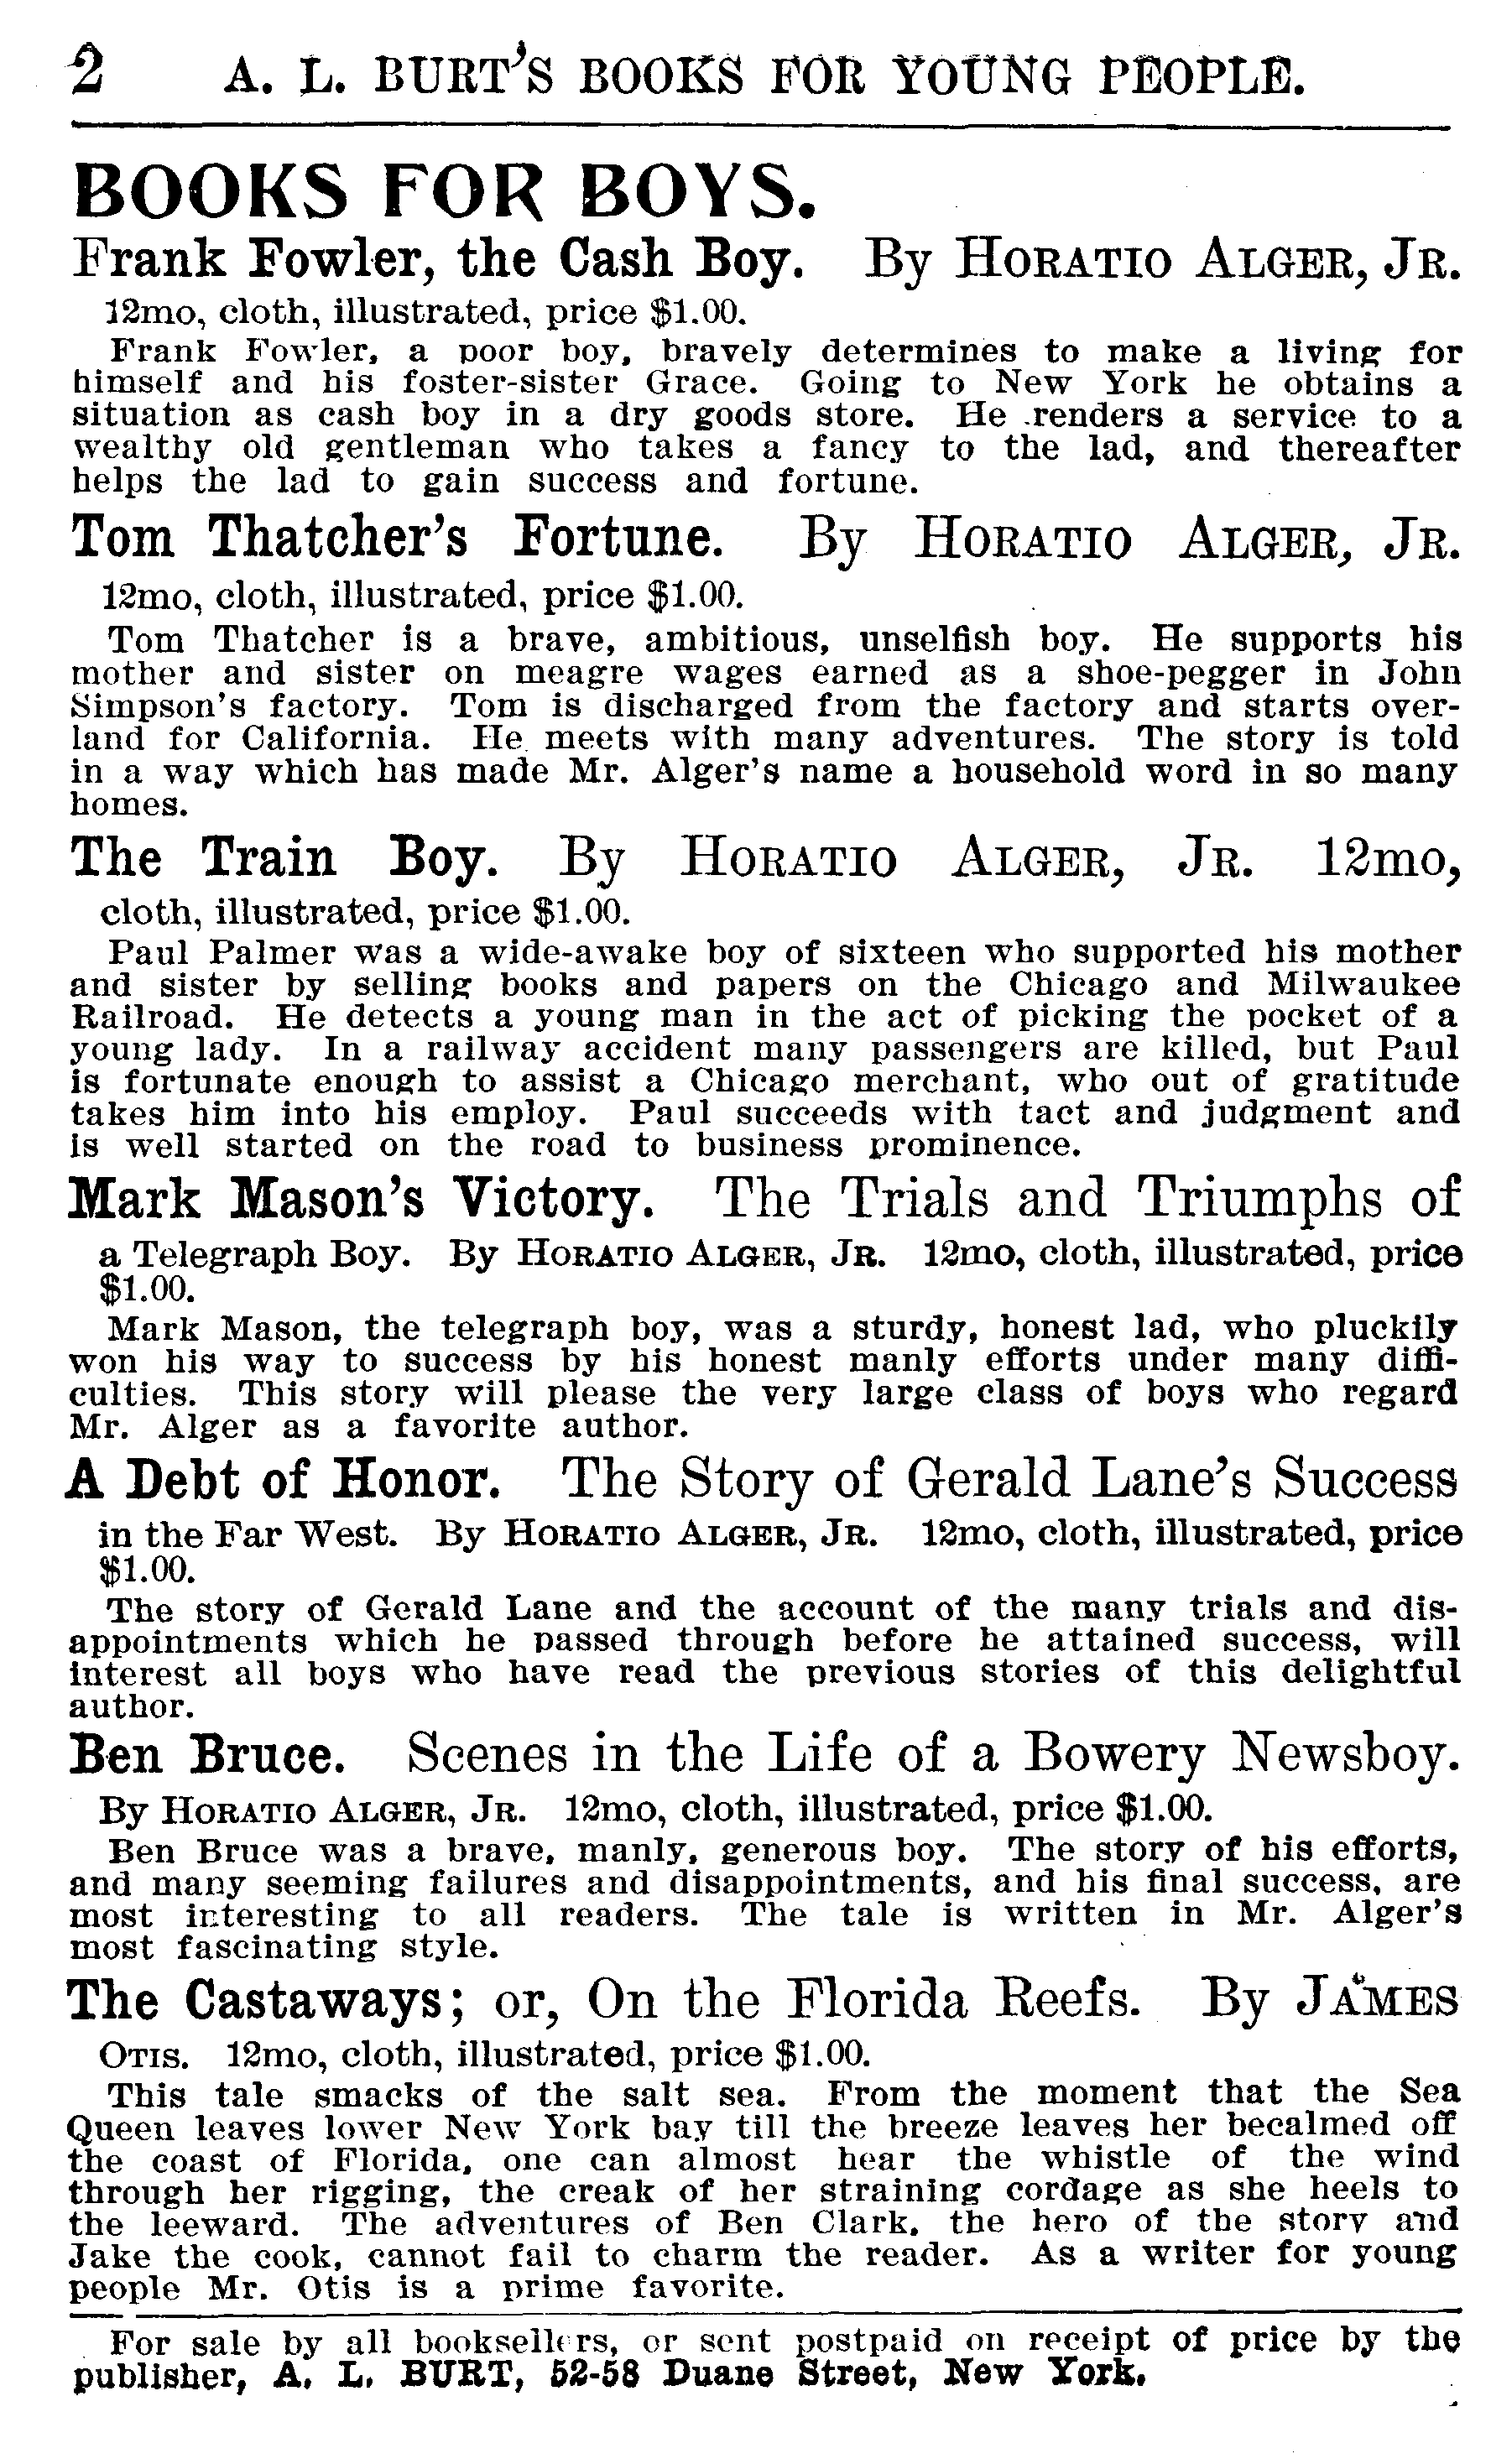 2 A. L. BURT'S BOOKS FOR YOUNG PEOPLE.
BOOKS FOR BOYS.
Frank Fowler, the Cash Boy. By HORATIO ALGER, JR.
12mo, cloth, illustrated, price $1.00.
Frank Fowler, a poor boy, bravely determines to make a living for
himself and his foster-sister Grace. Going to New York he obtains a
situation as cash boy in a dry goods store. He renders a service to a
wealthy old gentleman who takes a fancy to the lad, and thereafter
helps the lad to gain success and fortune.
Tom Thatcher's Fortune. By HORATIO ALGER, JR.
12mo, cloth, illustrated, price $1.00.
Tom Thatcher is a brave, ambitious, unselfish boy. He supports his
mother and sister on meagre wages earned as a shoe-pegger in John
Simpson's factory. Tom is discharged from the factory and starts over-
land for California. He meets with many adventures. The story is told
in a way which has made Mr. Alger's name a household word in so many
homes.
The Train Boy. By HORATIO ALGER, JR. 12mo,
cloth, illustrated, price $1.00.
Paul Palmer was a wide-awake boy of sixteen who supported his mother
and sister by selling books and papers on the Chicago and Milwaukee
Railroad. He detects a young man in the act of picking the pocket of a
young lady. In a railway accident many passengers are killed, but Paul
is fortunate enough to assist a Chicago merchant, who out of gratitude
takes him into his employ. Paul succeeds with tact and judgment and
is well started on the road to business prominence.
Mark Mason's Victory. The Trials and Triumphs of
a Telegraph Boy. By HORATIO ALGER, JR. 12mo, cloth, illustrated, price
$1.00.
Mark Mason, the telegraph boy, was a sturdy, honest lad, who pluckily
won his way to success by his honest manly efforts under many diffi-
culties. This story will please the very large class of boys who regard
Mr. Alger as a favorite author.
A Debt of Honor. The Story of Gerald Lane's Success
in the Far West. By HORATIO ALGER, JR. 12mo, cloth, illustrated, price
$1.00.
The story of Gerald Lane and the account of the many trials and dis-
appointments which he passed through before he attained success, will
interest all boys who have read the previous stories of this delightful
author.
Ben Bruce. Scenes in the Life of a Bowery Newsboy.
By HORATIO ALGER, JR. 12mo, cloth, illustrated, price $1.00.
Ben Bruce was a brave, manly, generous boy. The story of his efforts,
and many seeming failures and disappointments, and his final success, are
most interesting to all readers. The tale is written in Mr. Alger's
most fascinating style.
The Castaways; or, On the Florida Reefs. By JAMES
OTIS. 12mo, cloth, illustrated, price $1.00.
This tale smacks of the salt sea. From the moment that the Sea
Queen leaves lower New York bay till the breeze leaves her becalmed off
the coast of Florida, one can almost hear the whistle of the wind
through her rigging, the creak of her straining cordage as she heels to
the leeward. The adventures of Ben Clark, the hero of the story and
Jake the cook, cannot fail to charm the reader. As a writer for young
people Mr. Otis is a prime favorite.
For sale by all booksellers, or sent postpaid on receipt of price by the
publisher, A. L. BURT, 52-58 Duane Street, New York.